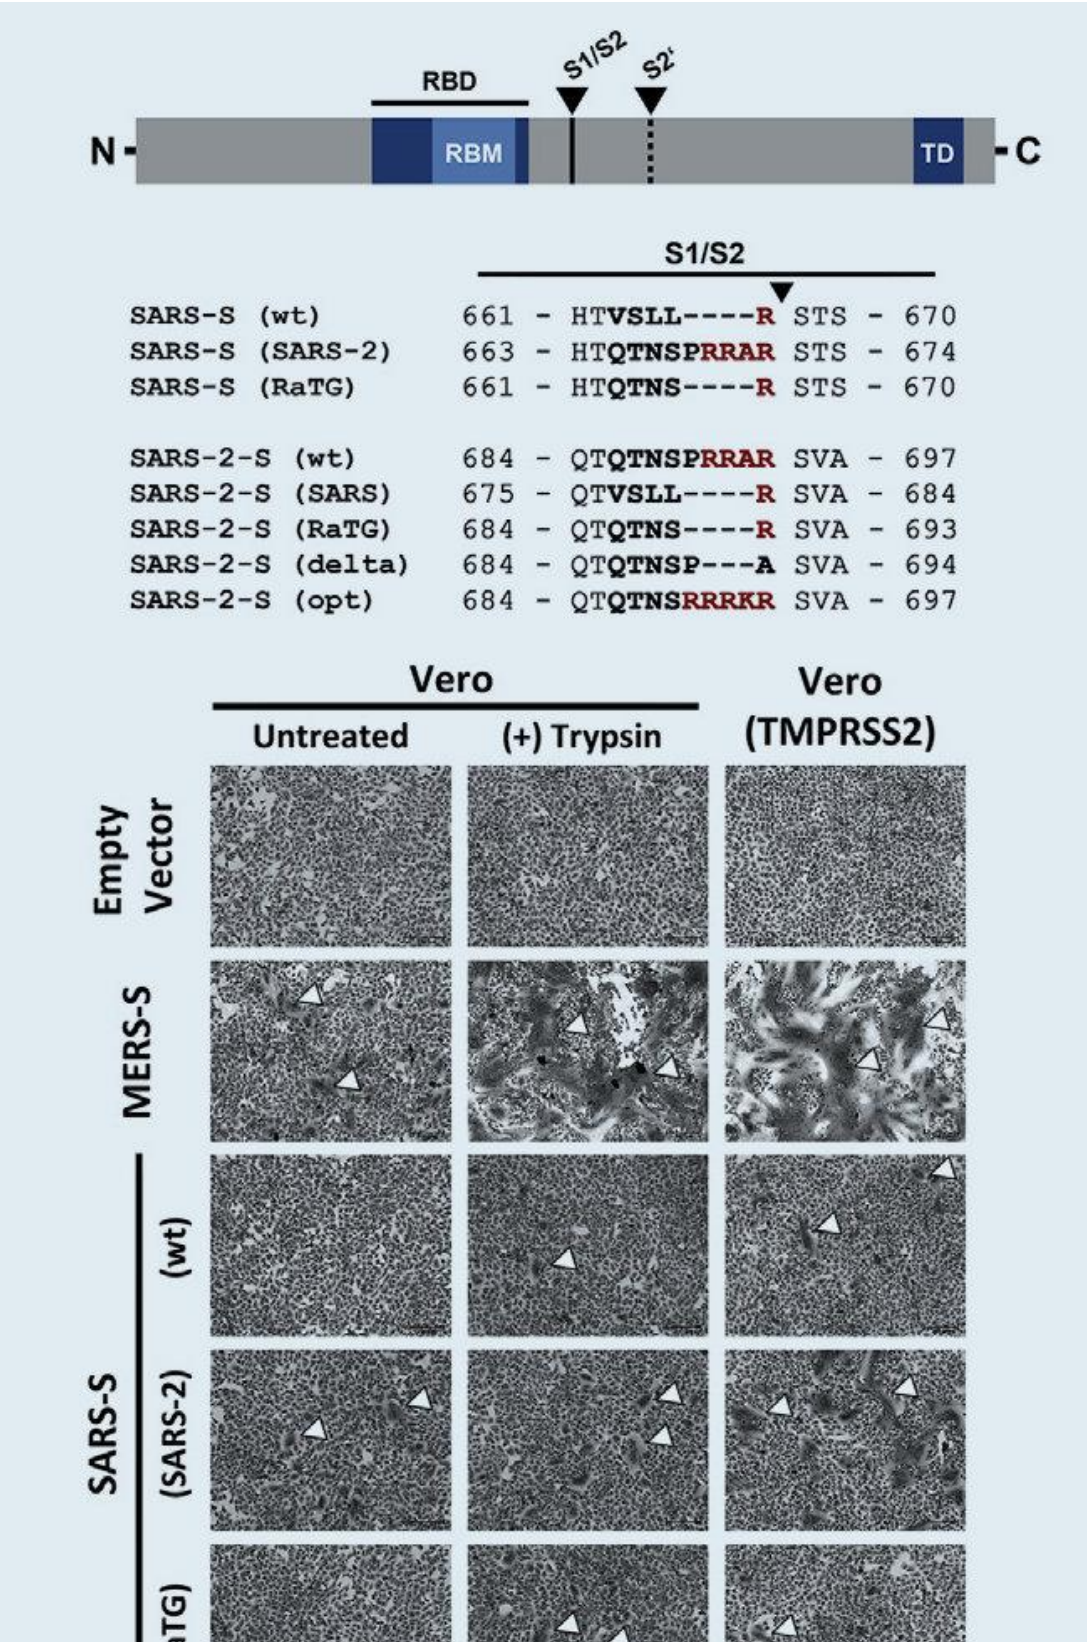 S1/S2 S2'
RBD
N RBM TD C
S1/S2
SARS-S (wt) 661 - HTVSLL----R STS - 670
SARS-S (SARS-2) 663 - HTQTNSPRRAR STS - 674
SARS-S (RaTG) 661 - HTQTNS----R STS - 670
SARS-2-S (wt) 684 - QTQTNSPRRAR SVA - 697
SARS-2-S (SARS) 675 - QTVSLL----R SVA - 684
SARS-2-S (RaTG) 684 - QTQTNS----R SVA - 693
SARS-2-S (delta) 684 - QTQTNSP---A SVA - 694
SARS-2-S (opt) 684 - QTQTNSRRRKR SVA - 697
Vero
Vero
(TMPRSS2)
Untreated
(+) Trypsin
Empty
Vector
MERS-S
SARS-S
(wt)
(SARS-2)
aTG)